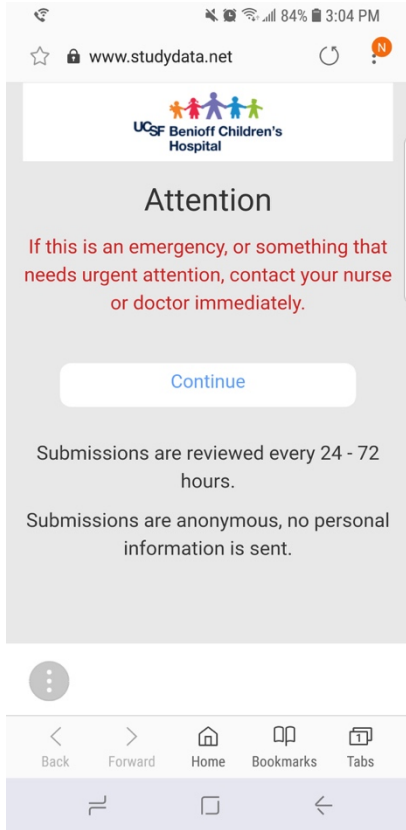 84% 3:04 PM
www.studydata.net
N
UCSF Benioff Children's
Hospital
Attention
If this is an emergency, or something that
needs urgent attention, contact your nurse
or doctor immediately.
Continue
Submissions are reviewed every 24 - 72
hours.
Submissions are anonymous, no personal
information is sent.
1
Back Forward Home Bookmarks Tabs